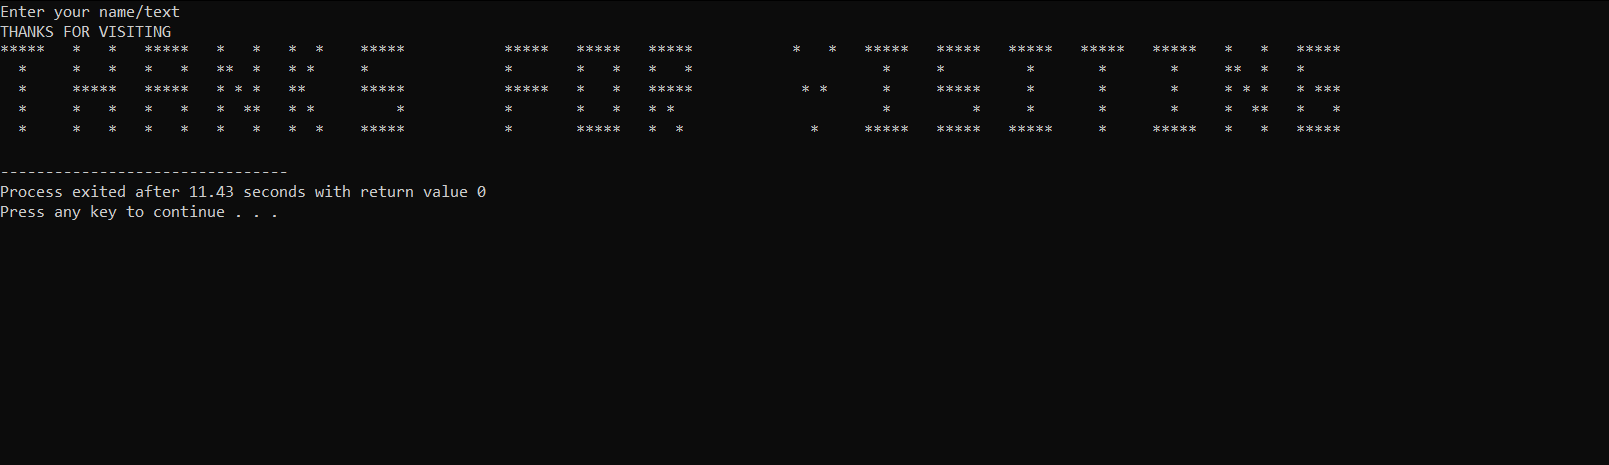 Enter your name/text
THANKS FOR VISITING
*****   *   *   *****   *   *   *  *    *****           *****   *****   *****           *   *   *****   *****   *****   *****   *****   *   *   *****
  *     *   *   *   *   **  *   * *     *               *       *   *   *   *                     *     *         *       *       *     **  *   *
  *     *****   *****   * * *   **      *****           *****   *   *   *****            * *      *     *****     *       *       *     * * *   * ***
  *     *   *   *   *   *  **   * *         *           *       *   *   * *                       *         *     *       *       *     *  **   *   *
  *     *   *   *   *   *   *   *  *    *****           *       *****   *  *              *     *****   *****   *****     *     *****   *   *   *****
--------------------------------
Process exited after 11.43 seconds with return value 0
Press any key to continue . . .